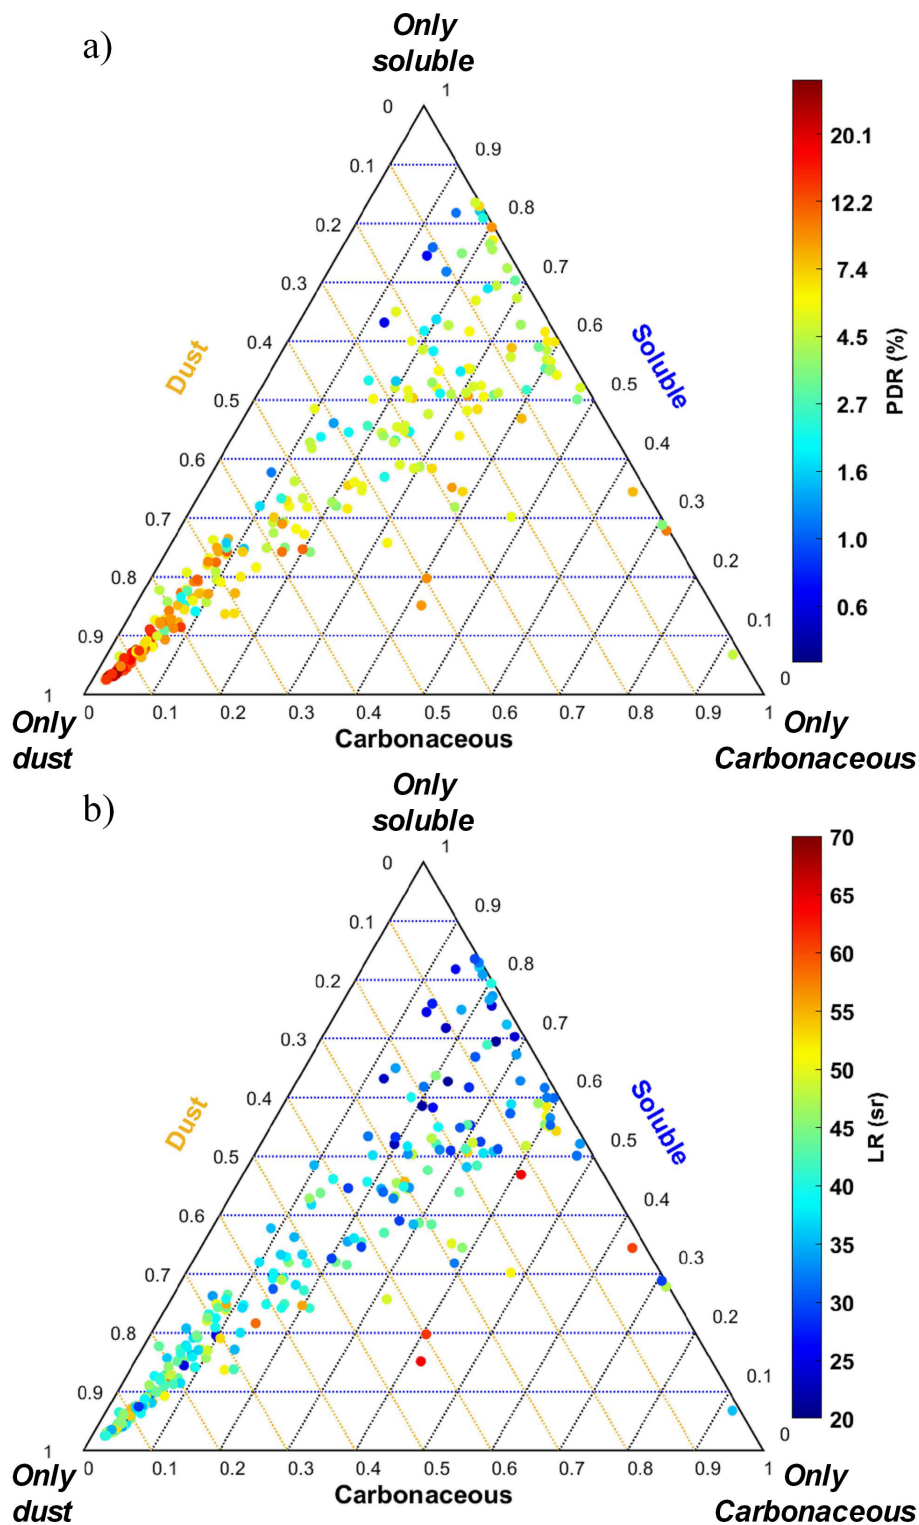 a)
Only
soluble
1
0
0.9
0.1
0.8
0.2
0.7
0.3
0.6
0.4
0.5
0.5
0.4
0.6
0.3
0.7
0.2
0.8
0.1
0.9
0
1
Dust
Soluble
0 0.1 0.2 0.3 0.4 0.5 0.6 0.7 0.8 0.9 1
Only
dust
Carbonaceous
Only
Carbonaceous
20.1
12.2
7.4
4.5
2.7
1.6
1.0
0.6
PDR (%)
b)
Only
soluble
1
0
0.9
0.1
0.8
0.2
0.7
0.3
0.6
0.4
0.5
0.5
0.4
0.6
0.3
0.7
0.2
0.8
0.1
0.9
0
1
Dust
Soluble
0 0.1 0.2 0.3 0.4 0.5 0.6 0.7 0.8 0.9 1
Only
dust
Carbonaceous
Only
Carbonaceous
70
65
60
55
50
45
40
35
30
25
20
LR (sr)